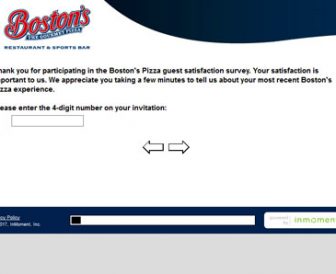 Boston's
THE GOURMET PIZZA
RESTAURANT & SPORTS BAR
hank you for participating in the Boston's Pizza guest satisfaction survey. Your satisfaction is
portant to us. We appreciate you taking a few minutes to tell us about your most recent Boston's
zza experience.
ease enter the 4-digit number on your invitation:
cy Policy
017, InMoment, Inc.
powered by
inmomen